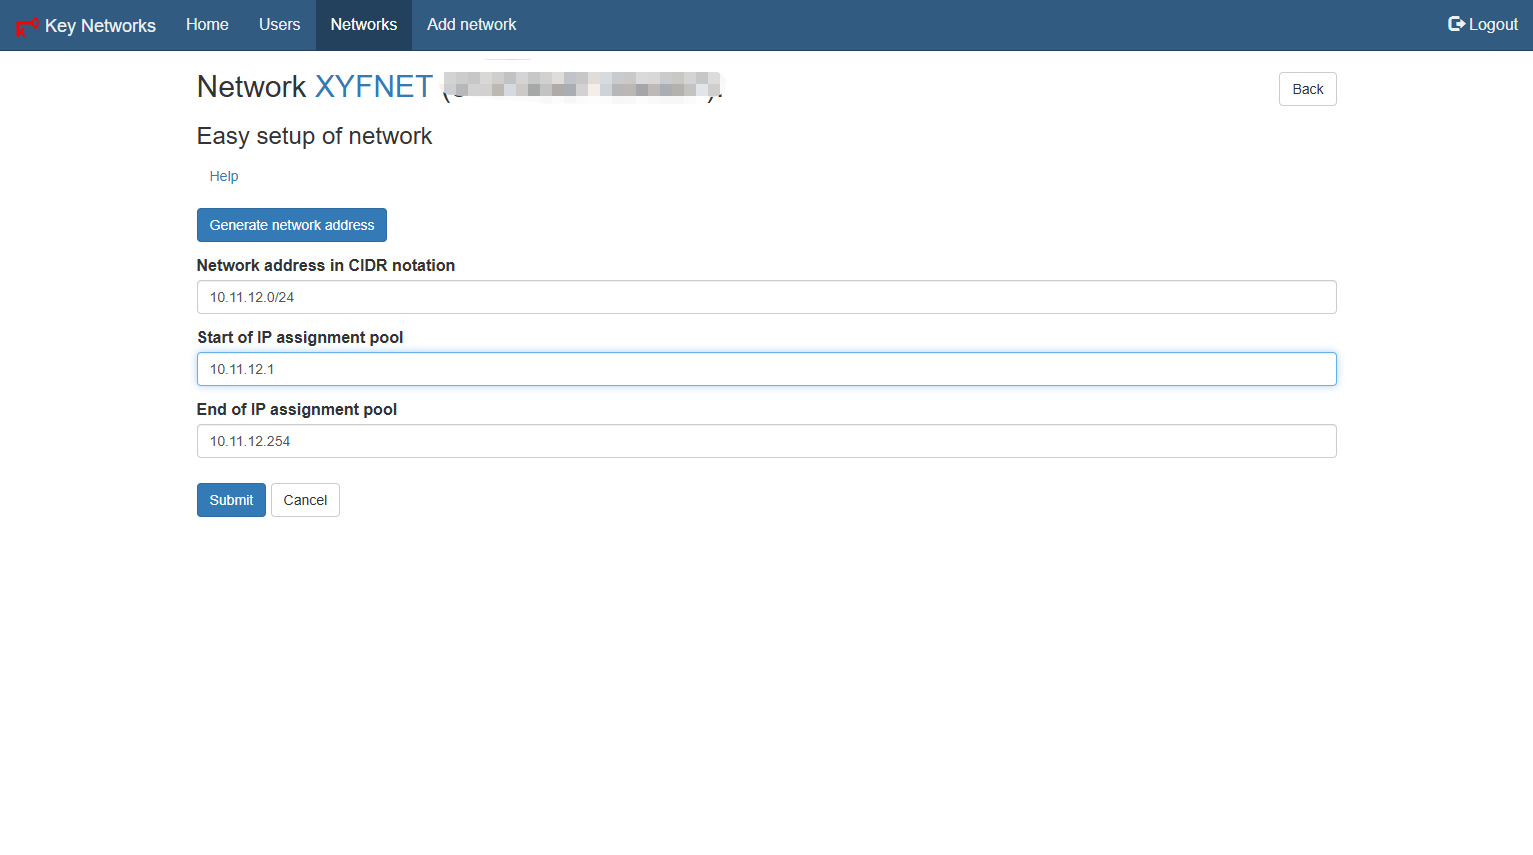 Key Networks Home Users Networks Add network Logout
Network XYFNET
Back
Easy setup of network
Help
Generate network address
Network address in CIDR notation
10.11.12.0/24
Start of IP assignment pool
10.11.12.1
End of IP assignment pool
10.11.12.254
Submit Cancel